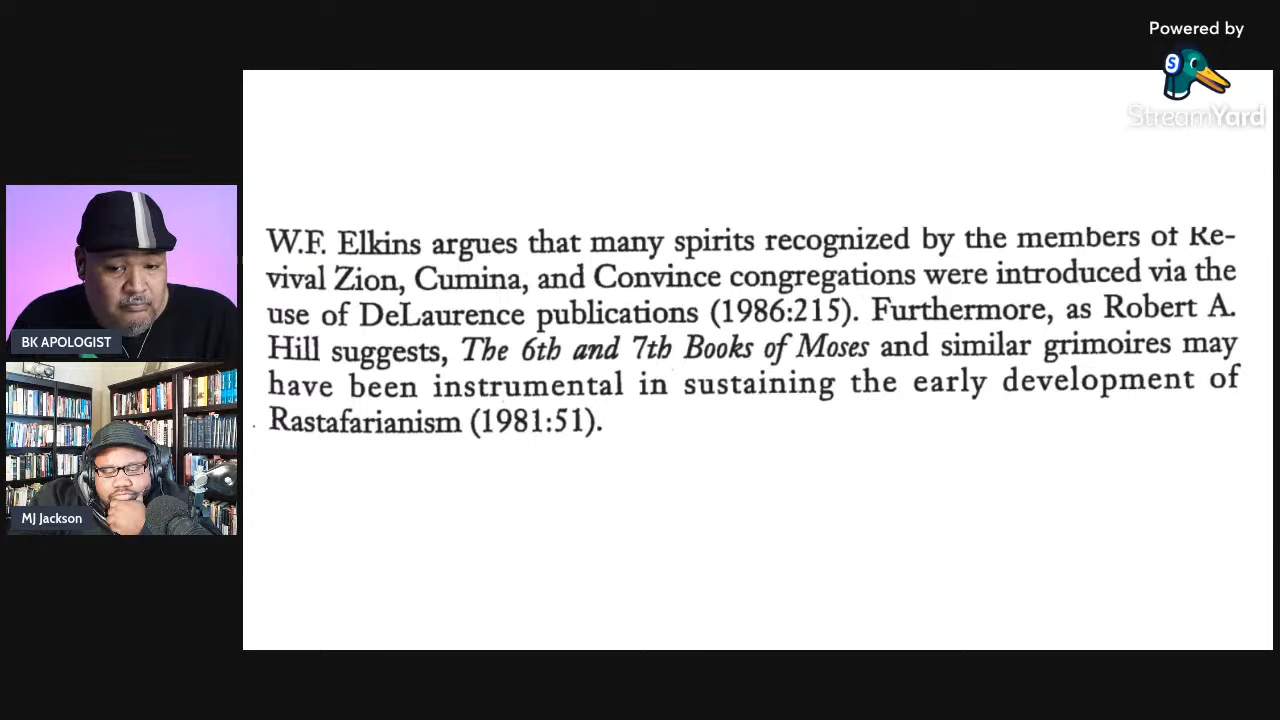 Powered by
StreamYard
W.F. Elkins argues that many spirits recognized by the members of Re-
vival Zion, Cumina, and Convince congregations were introduced via the
use of DeLaurence publications (1986:215). Furthermore, as Robert A.
Hill suggests, The 6th and 7th Books of Moses and similar grimoires may
have been instrumental in sustaining the early development of
Rastafarianism (1981:51).
BK APOLOGIST
MJ Jackson